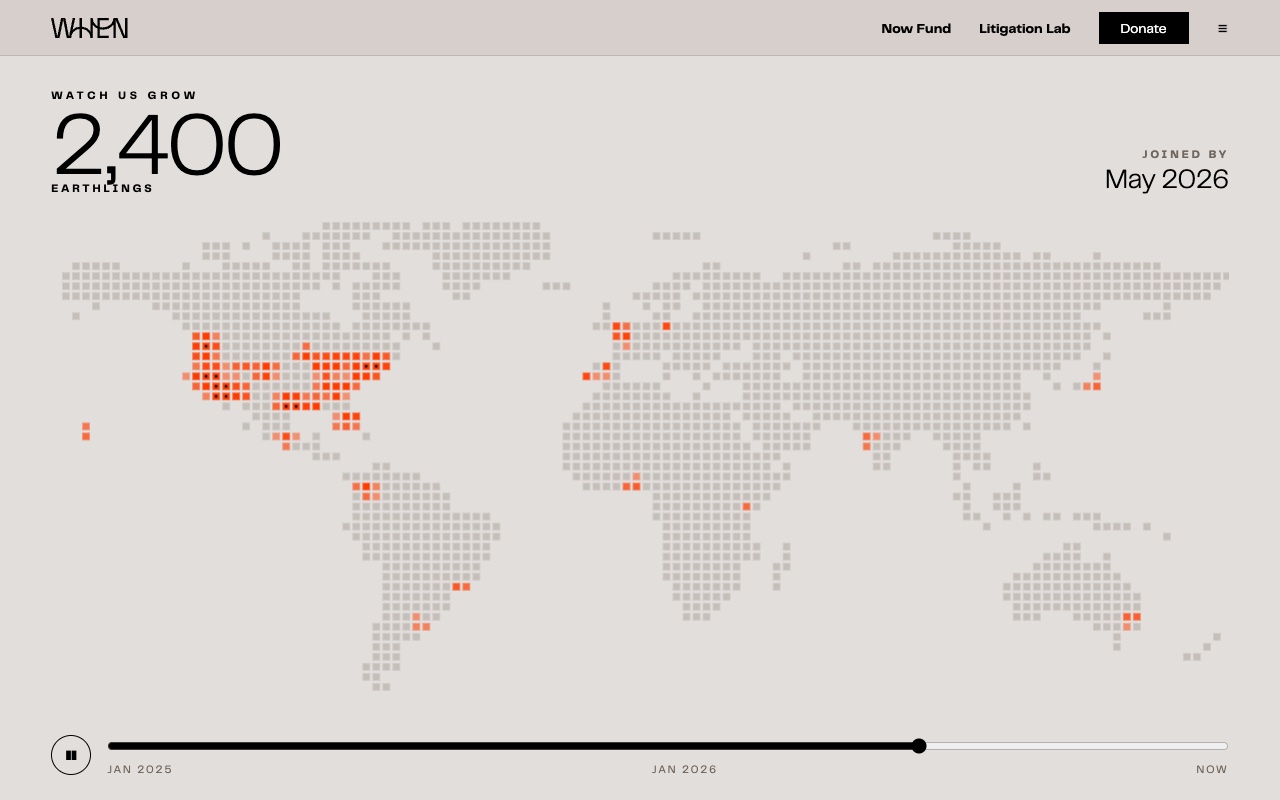 WHEN
Now Fund
Litigation Lab
Donate
WATCH US GROW
2,400
EARTHLINGS
JOINED BY
May 2026
JAN 2025
JAN 2026
NOW